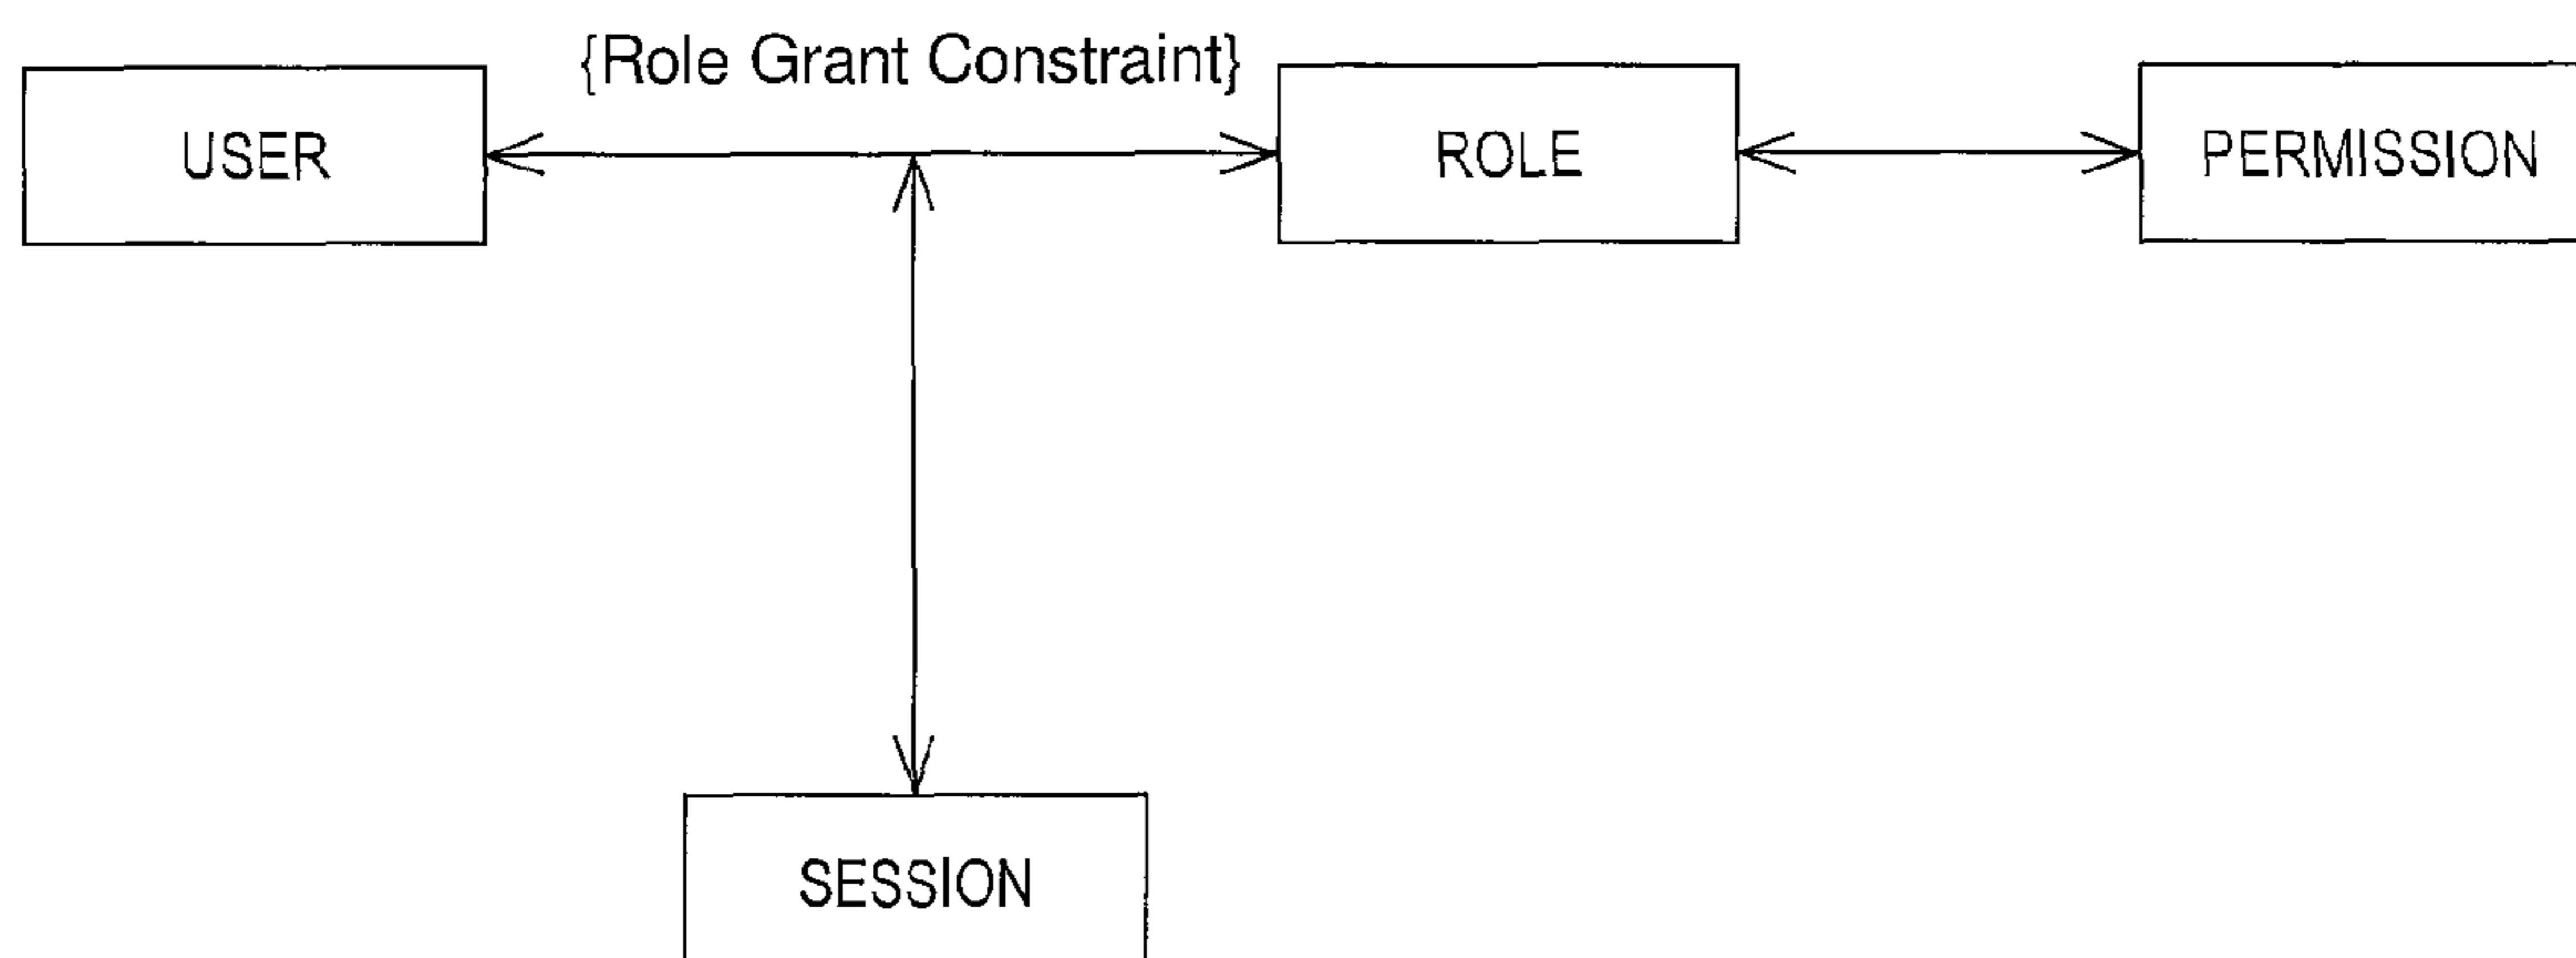 {Role Grant Constraint}
USER
ROLE
PERMISSION
SESSION